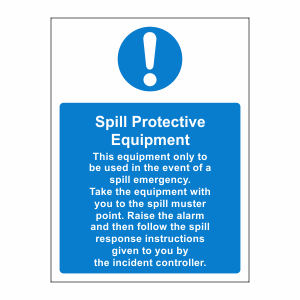 Spill Protective
Equipment
This equipment only to
be used in the event of a
spill emergency.
Take the equipment with
you to the spill muster
point. Raise the alarm
and then follow the spill
response instructions
given to you by
the incident controller.